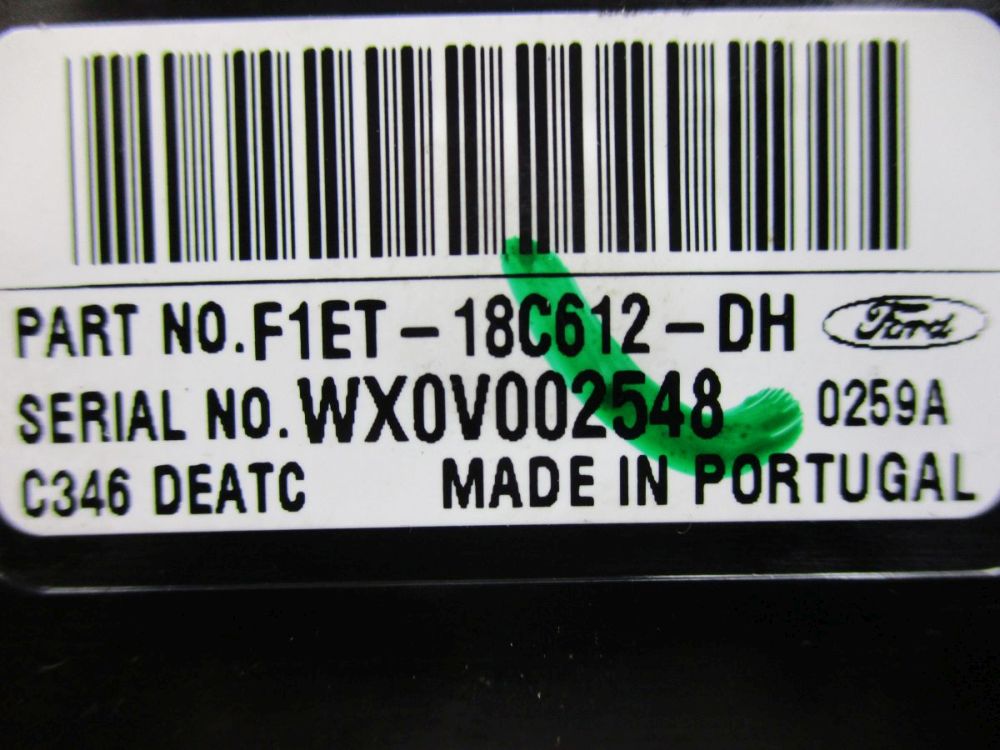 PART NO.F1ET-18C612-DH Ford
SERIAL NO.WX0V002548 0259A
C346 DEATC MADE IN PORTUGAL